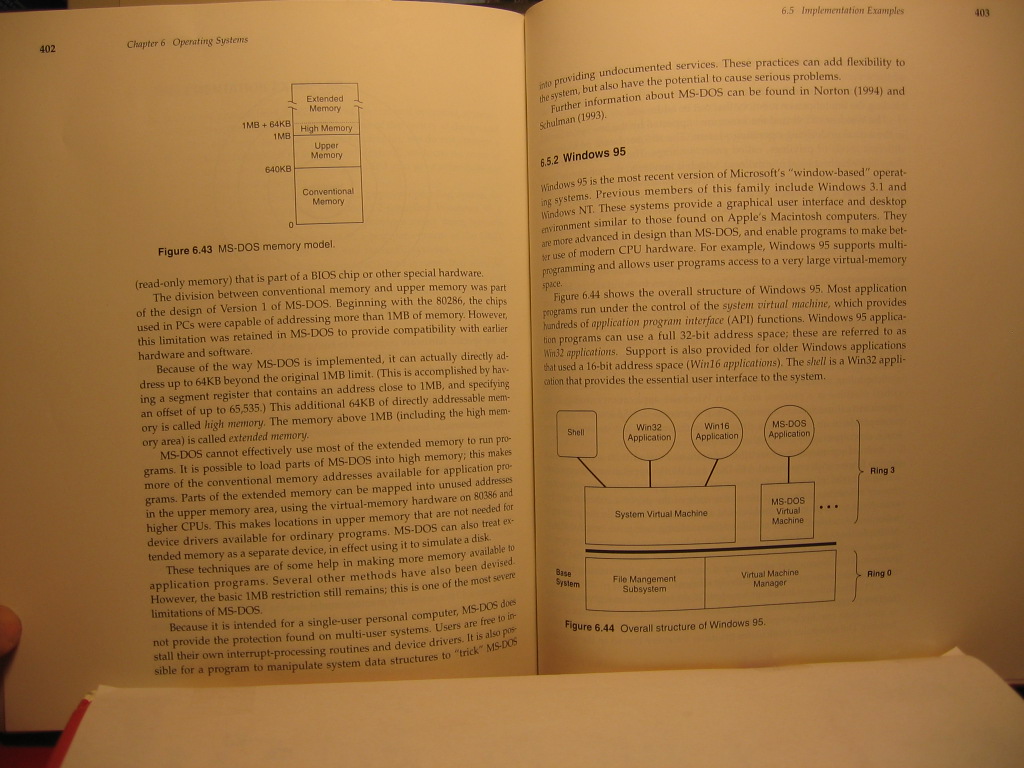 402
Chapter 6 Operating Systems
Extended
Memory
1MB + 64KB
High Memory
1MB
Upper
Memory
640KB
Conventional
Memory
0
Figure 6.43 MS-DOS memory model.
(read-only memory) that is part of a BIOS chip or other special hardware.
The division between conventional memory and upper memory was part
of the design of Version 1 of MS-DOS. Beginning with the 80286, the chips
used in PCs were capable of addressing more than 1MB of memory. However,
this limitation was retained in MS-DOS to provide compatibility with earlier
hardware and software.
Because of the way MS-DOS is implemented, it can actually directly ad-
dress up to 64KB beyond the original 1MB limit. (This is accomplished by hav-
ing a segment register that contains an address close to 1MB, and specifying
an offset of up to 65,535.) This additional 64KB of directly addressable mem-
ory is called high memory. The memory above 1MB (including the high mem-
ory area) is called extended memory.
MS-DOS cannot effectively use most of the extended memory to run pro-
grams. It is possible to load parts of MS-DOS into high memory; this makes
more of the conventional memory addresses available for application pro-
grams. Parts of the extended memory can be mapped into unused addresses
in the upper memory area, using the virtual-memory hardware on 80386 and
higher CPUs. This makes locations in upper memory that are not needed for
device drivers available for ordinary programs. MS-DOS can also treat ex-
tended memory as a separate device, in effect using it to simulate a disk.
These techniques are of some help in making more memory available to
application programs. Several other methods have also been devised.
However, the basic 1MB restriction still remains; this is one of the most severe
limitations of MS-DOS.
Because it is intended for a single-user personal computer, MS-DOS does
not provide the protection found on multi-user systems. Users are free to in-
stall their own interrupt-processing routines and device drivers. It is also pos-
sible for a program to manipulate system data structures to "trick" MS-DOS
6.5 Implementation Examples
403
into providing undocumented services. These practices can add flexibility to
the system, but also have the potential to cause serious problems.
Further information about MS-DOS can be found in Norton (1994) and
Schulman (1993).
6.5.2 Windows 95
Windows 95 is the most recent version of Microsoft's "window-based" operat-
ing systems. Previous members of this family include Windows 3.1 and
Windows NT. These systems provide a graphical user interface and desktop
environment similar to those found on Apple's Macintosh computers. They
are more advanced in design than MS-DOS, and enable programs to make bet-
ter use of modern CPU hardware. For example, Windows 95 supports multi-
programming and allows user programs access to a very large virtual-memory
space.
Figure 6.44 shows the overall structure of Windows 95. Most application
programs run under the control of the system virtual machine, which provides
hundreds of application program interface (API) functions. Windows 95 applica-
tion programs can use a full 32-bit address space; these are referred to as
Win32 applications. Support is also provided for older Windows applications
that used a 16-bit address space (Win16 applications). The shell is a Win32 appli-
cation that provides the essential user interface to the system.
Shell
Win32
Application
Win16
Application
MS-DOS
Application
Ring 3
System Virtual Machine
MS-DOS
Virtual
Machine
• • •
Base
System
File Mangement
Subsystem
Virtual Machine
Manager
Ring 0
Figure 6.44 Overall structure of Windows 95.